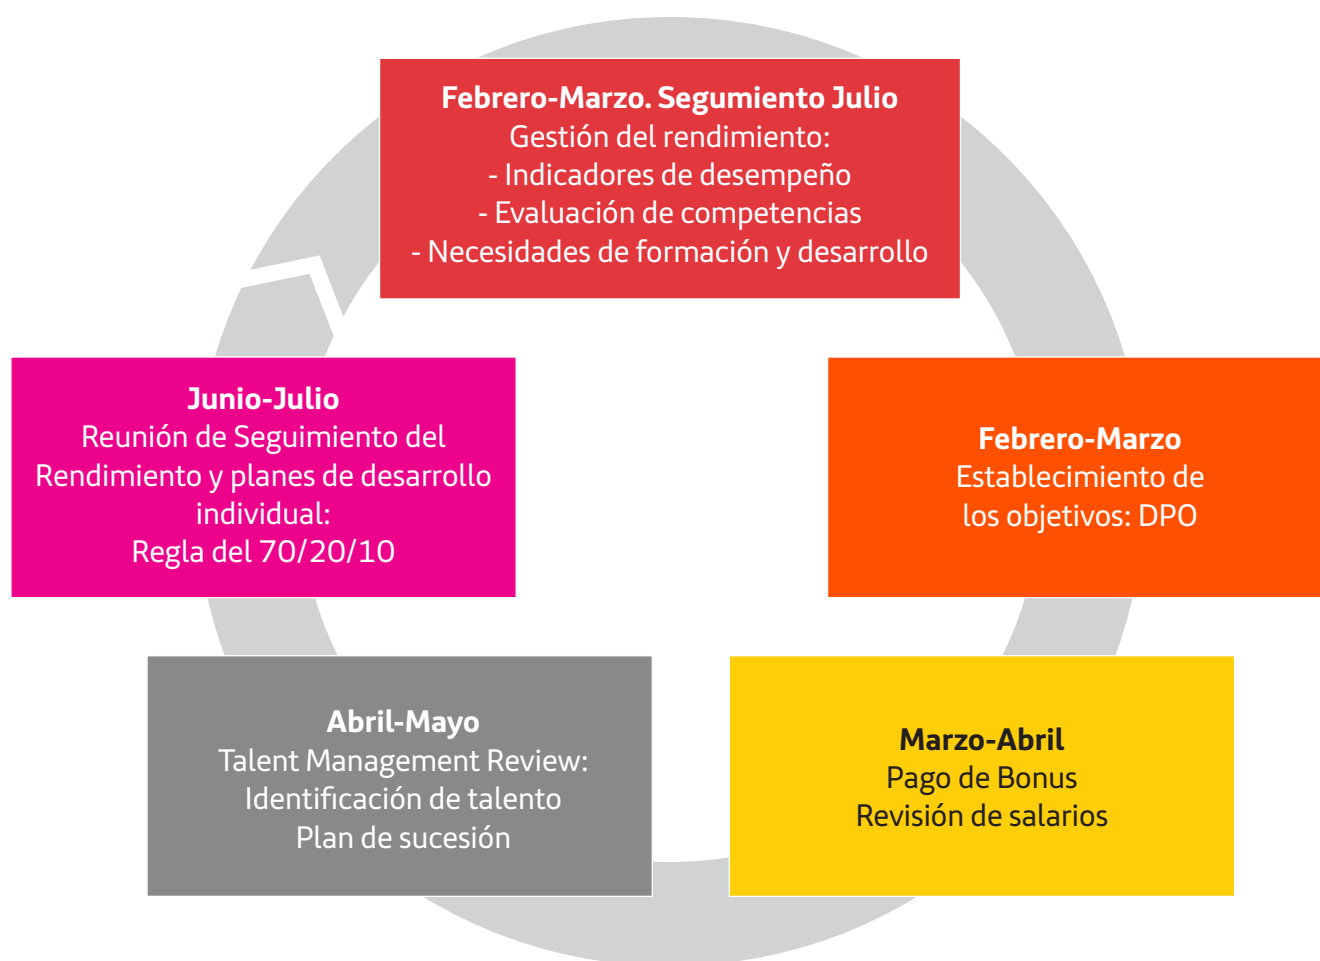 Febrero-Marzo. Segumiento Julio
Gestión del rendimiento:
- Indicadores de desempeño
- Evaluación de competencias
- Necesidades de formación y desarrollo
Junio-Julio
Reunión de Seguimiento del
Rendimiento y planes de desarrollo
individual:
Regla del 70/20/10
Febrero-Marzo
Establecimiento de
los objetivos: DPO
Abril-Mayo
Talent Management Review:
Identificación de talento
Plan de sucesión
Marzo-Abril
Pago de Bonus
Revisión de salarios